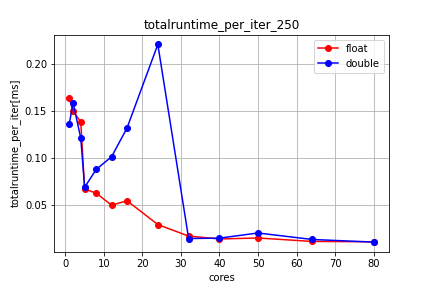 totalruntime_per_iter_250
float
double
totalruntime_per_iter[ms]
0.20
0.15
0.10
0.05
0 10 20 30 40 50 60 70 80
cores